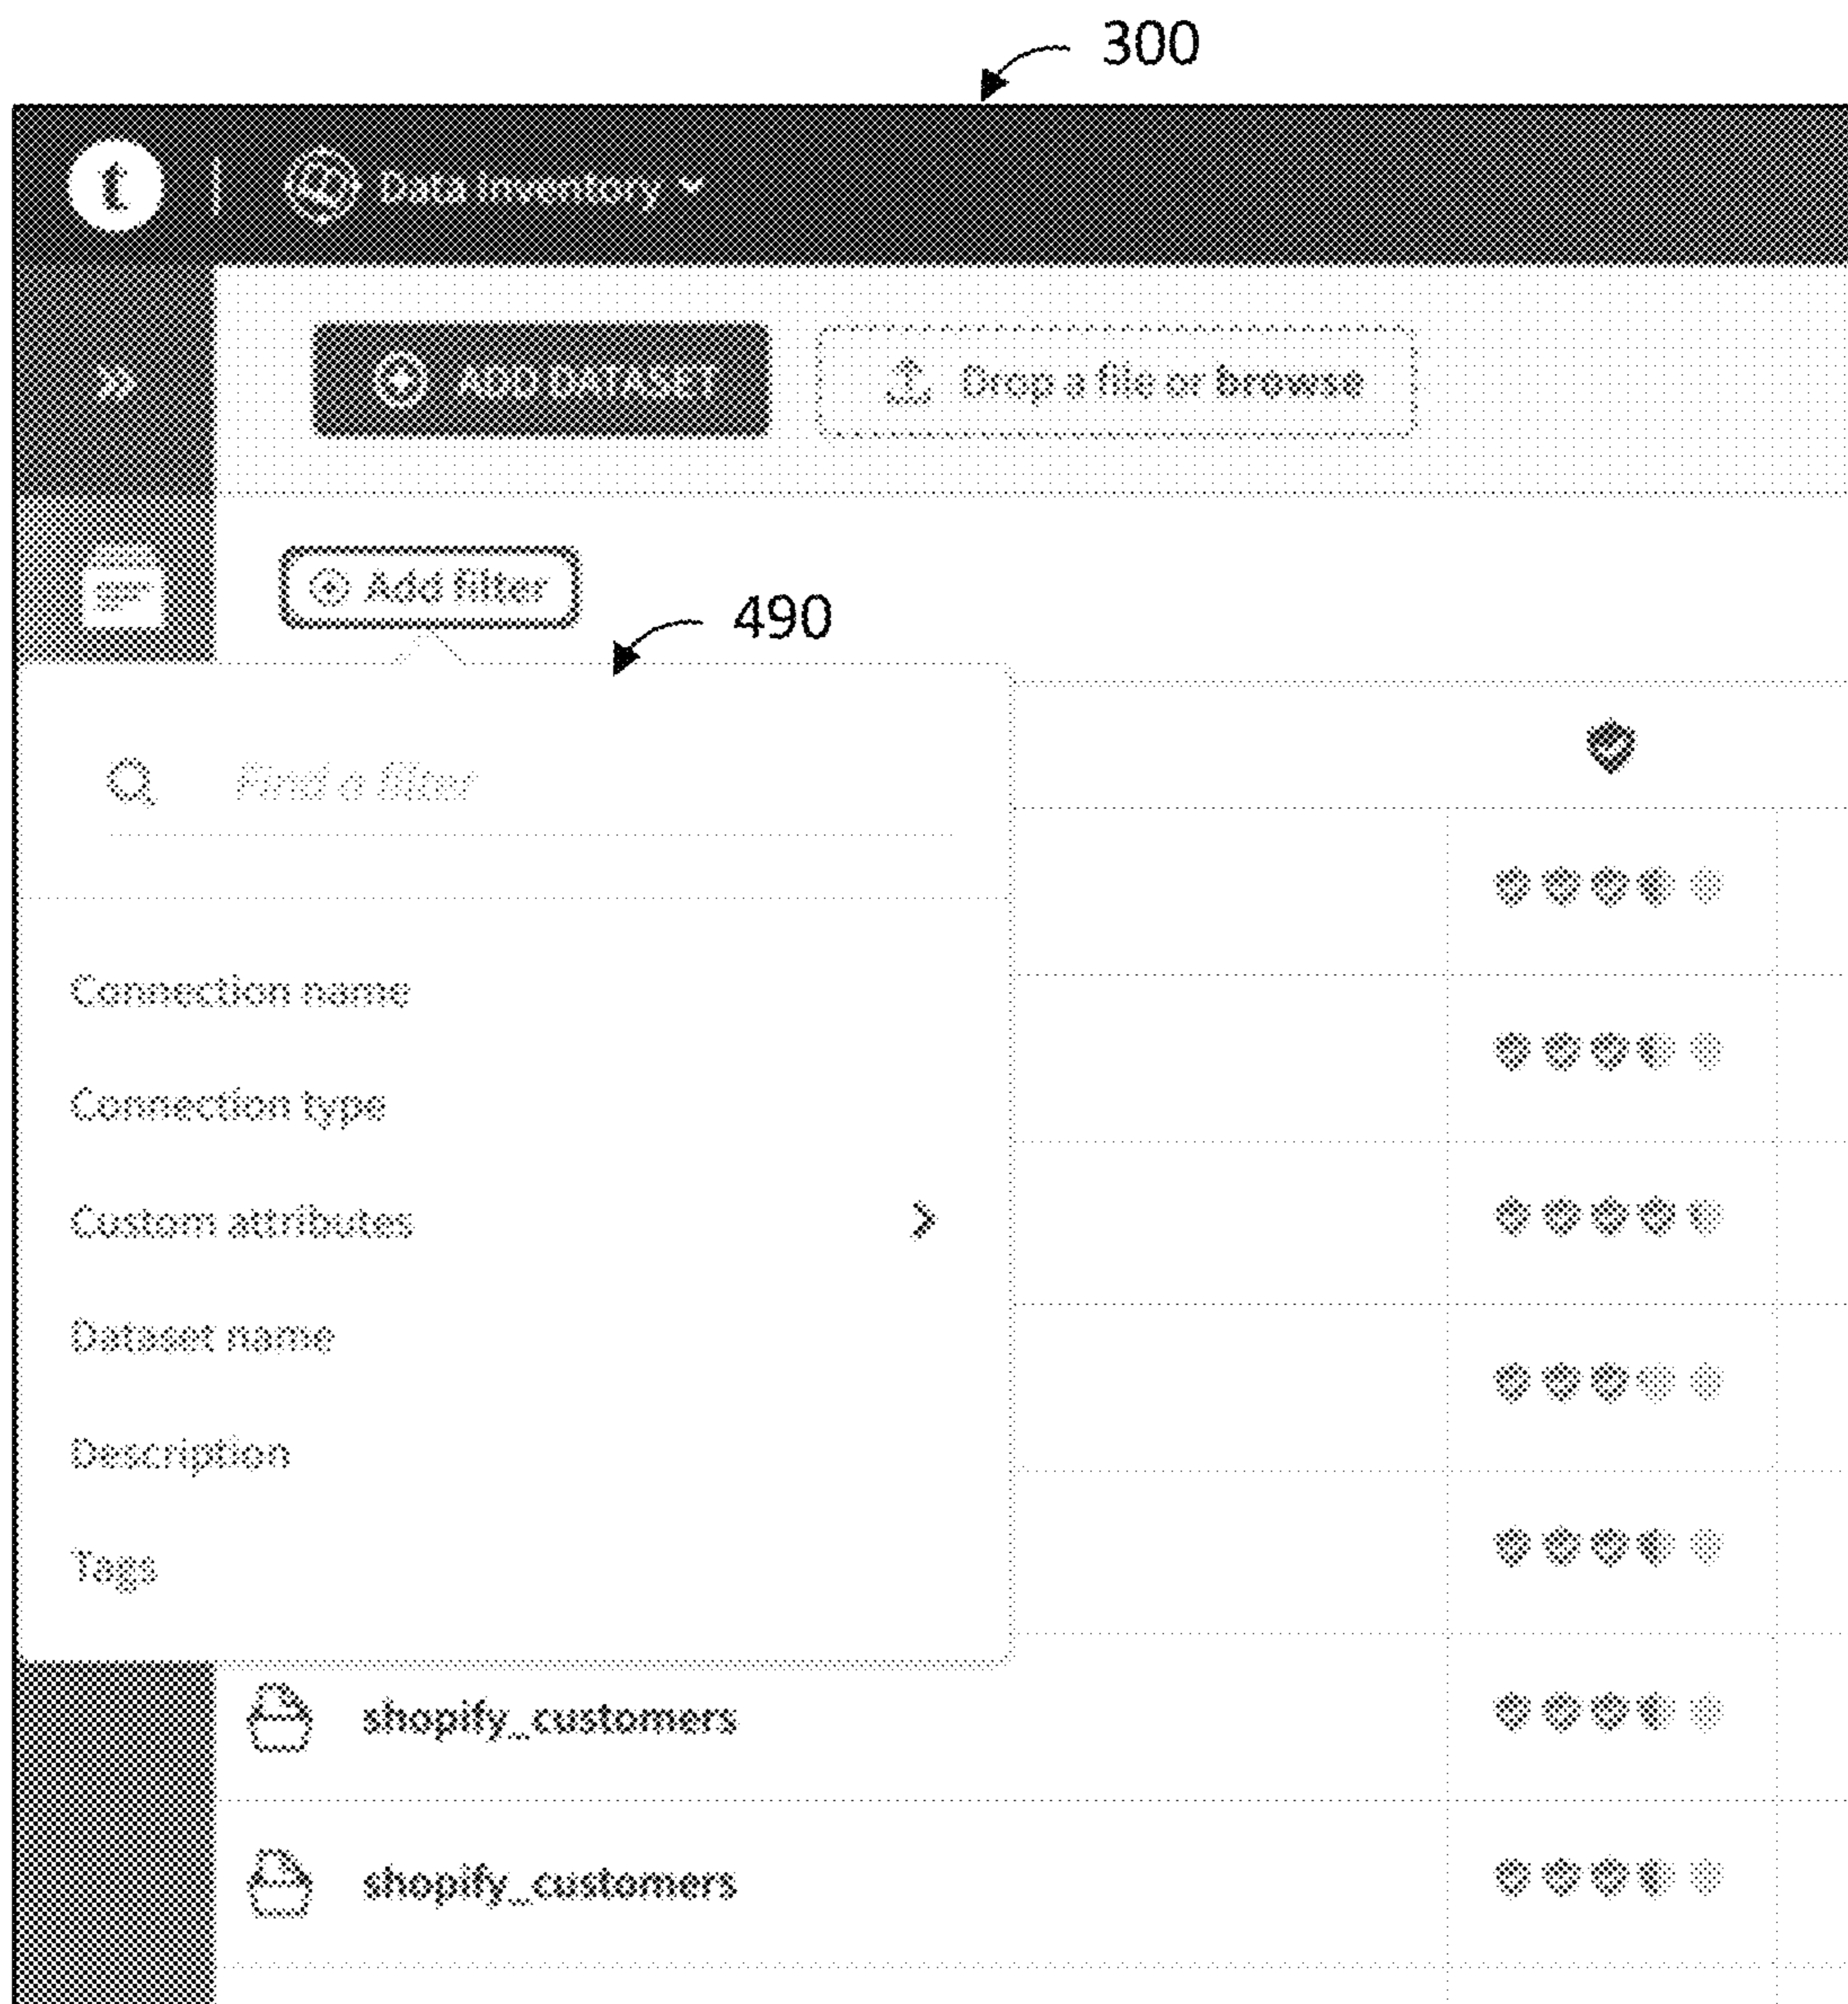 300
t | Data Inventory
ADD DATASET
Drop a file or browse
Add filter
490
Find a filter
Connection name
Connection type
Custom attributes
Dataset name
Description
Tags
shopify_customers
shopify_customers